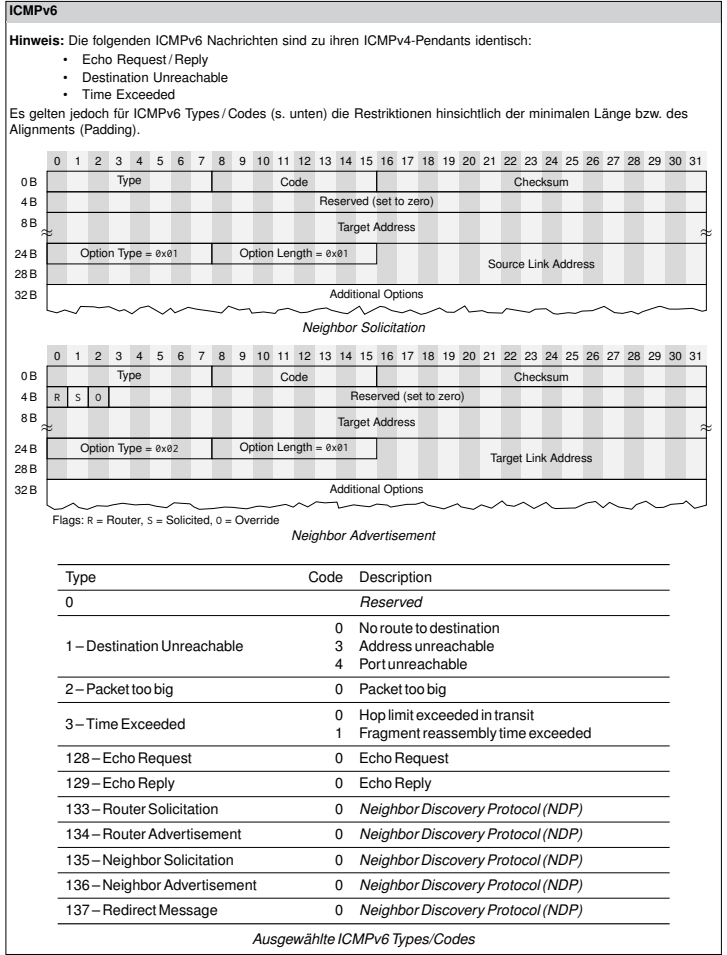 ICMPv6
Hinweis: Die folgenden ICMPv6 Nachrichten sind zu ihren ICMPv4-Pendants identisch:
• Echo Request/Reply
• Destination Unreachable
• Time Exceeded
Es gelten jedoch für ICMPv6 Types/Codes (s. unten) die Restriktionen hinsichtlich der minimalen Länge bzw. des
Alignments (Padding).
0 1 2 3 4 5 6 7 8 9 10 11 12 13 14 15 16 17 18 19 20 21 22 23 24 25 26 27 28 29 30 31
0 B Type Code Checksum
4 B Reserved (set to zero)
8 B Target Address
≈ ≈
24 B Option Type = 0x01 Option Length = 0x01 Source Link Address
28 B
32 B Additional Options
Neighbor Solicitation
0 1 2 3 4 5 6 7 8 9 10 11 12 13 14 15 16 17 18 19 20 21 22 23 24 25 26 27 28 29 30 31
0 B Type Code Checksum
4 B R S O Reserved (set to zero)
8 B Target Address
≈ ≈
24 B Option Type = 0x02 Option Length = 0x01 Target Link Address
28 B
32 B Additional Options
Flags: R = Router, S = Solicited, O = Override
Neighbor Advertisement
Type Code Description
0 Reserved
0 No route to destination
1 – Destination Unreachable 3 Address unreachable
4 Port unreachable
2 – Packet too big 0 Packet too big
3 – Time Exceeded 0 Hop limit exceeded in transit
1 Fragment reassembly time exceeded
128 – Echo Request 0 Echo Request
129 – Echo Reply 0 Echo Reply
133 – Router Solicitation 0 Neighbor Discovery Protocol (NDP)
134 – Router Advertisement 0 Neighbor Discovery Protocol (NDP)
135 – Neighbor Solicitation 0 Neighbor Discovery Protocol (NDP)
136 – Neighbor Advertisement 0 Neighbor Discovery Protocol (NDP)
137 – Redirect Message 0 Neighbor Discovery Protocol (NDP)
Ausgewählte ICMPv6 Types/Codes